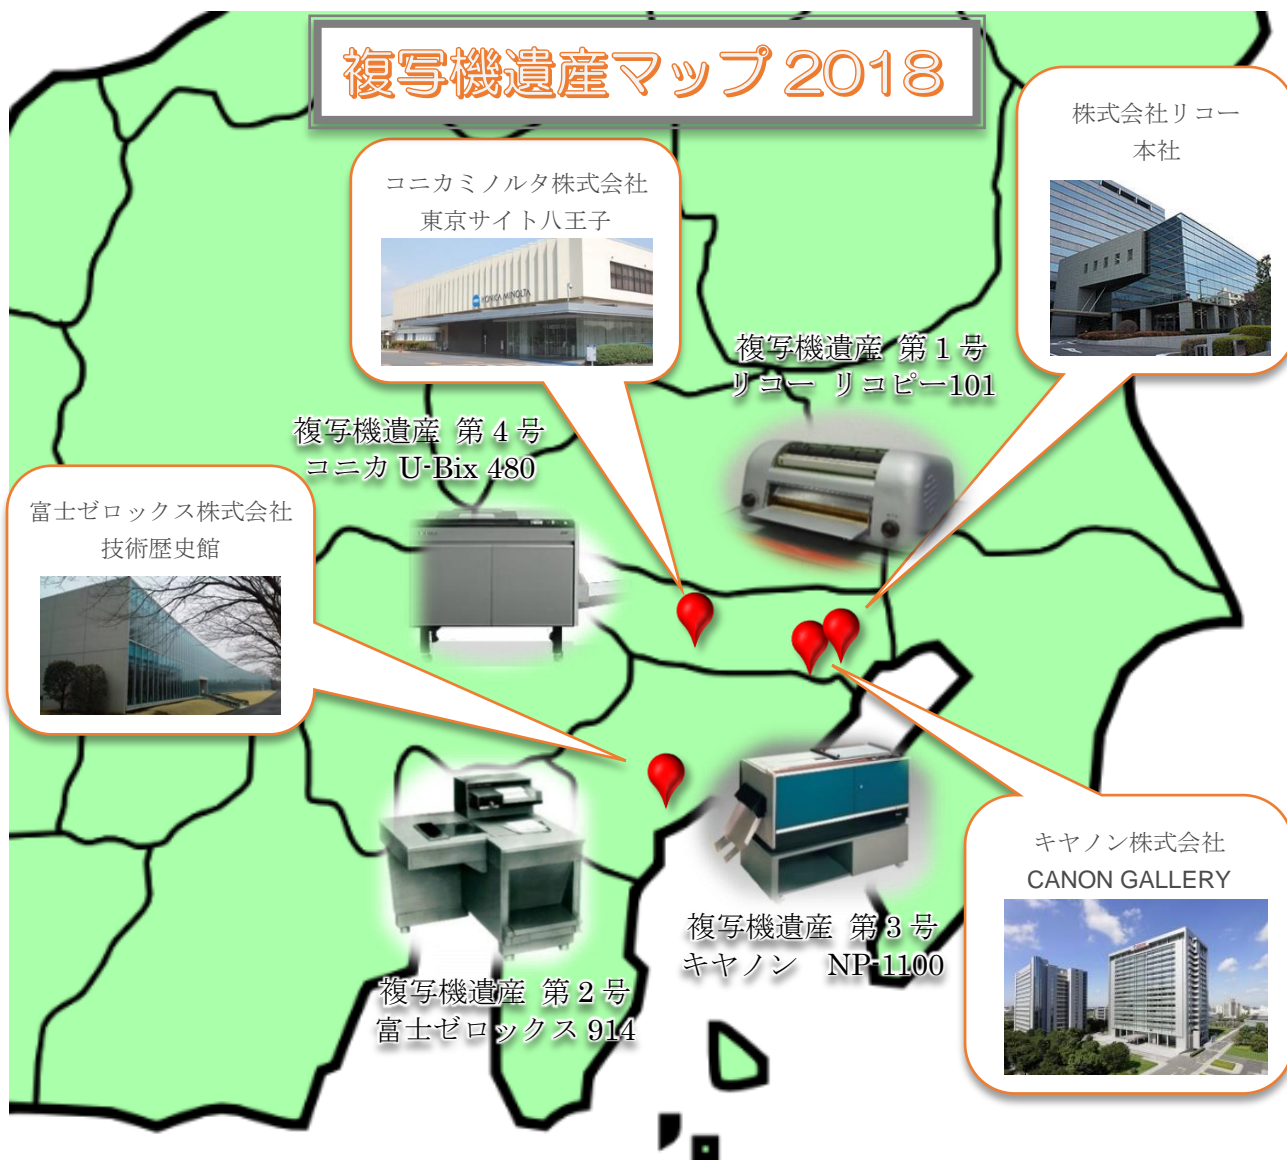 複写機遺産マップ 2018
株式会社リコー
本社
コニカミノルタ株式会社
東京サイト八王子
KONICA MINOLTA
複写機遺産 第 1 号
リコー リコピー101
複写機遺産 第 4 号
コニカ U-Bix 480
富士ゼロックス株式会社
技術歴史館
キヤノン株式会社
CANON GALLERY
複写機遺産 第 3 号
キヤノン NP-1100
複写機遺産 第 2 号
富士ゼロックス 914